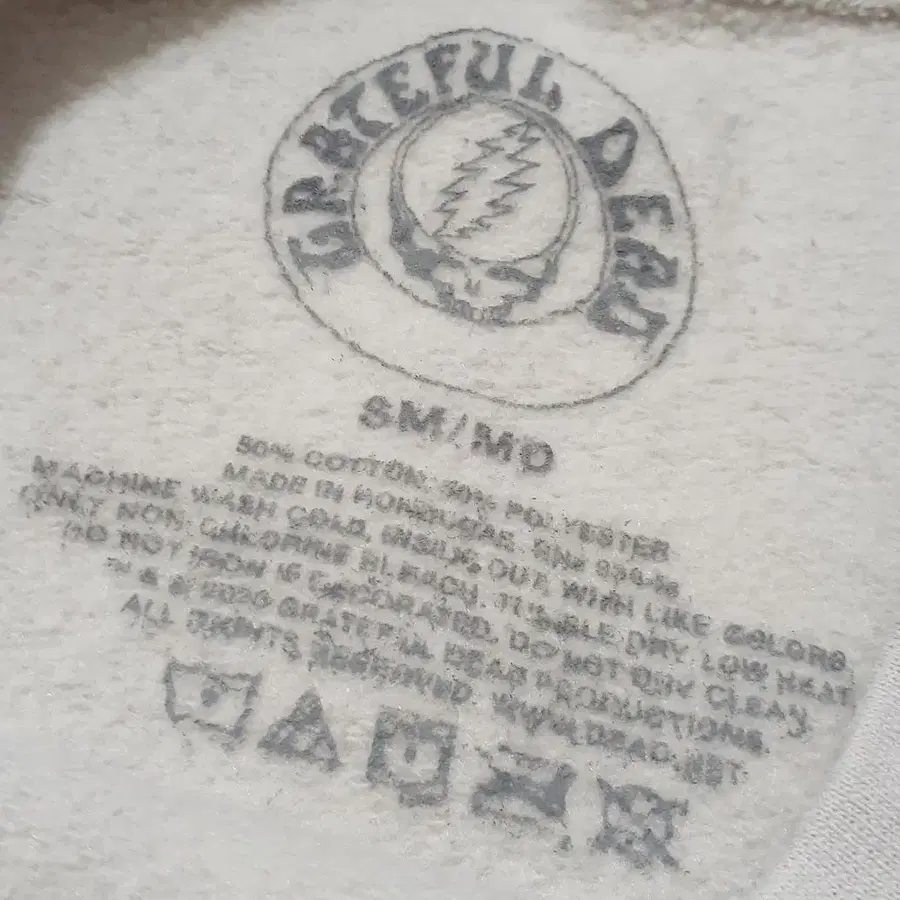 GRATEFUL DEAD
SM/MD
50% COTTON, 50% POLYESTER
MADE IN HONDURAS.
MACHINE WASH COLD, INSIDE OUT WITH LIKE COLORS.
ONLY NON-CHLORINE BLEACH. TUMBLE DRY LOW HEAT.
DO NOT IRON IF DECORATED. DO NOT DRY CLEAN.
© 2020 GRATEFUL DEAD PRODUCTIONS.
ALL RIGHTS RESERVED. WWW.DEAD.NET